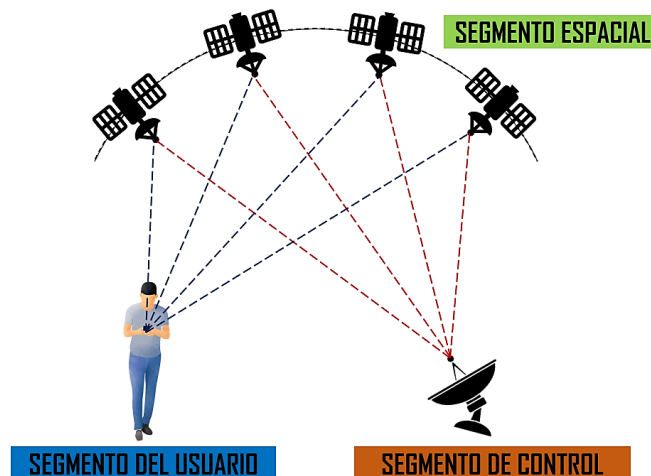 SEGMENTO ESPACIAL
SEGMENTO DEL USUARIO
SEGMENTO DE CONTROL